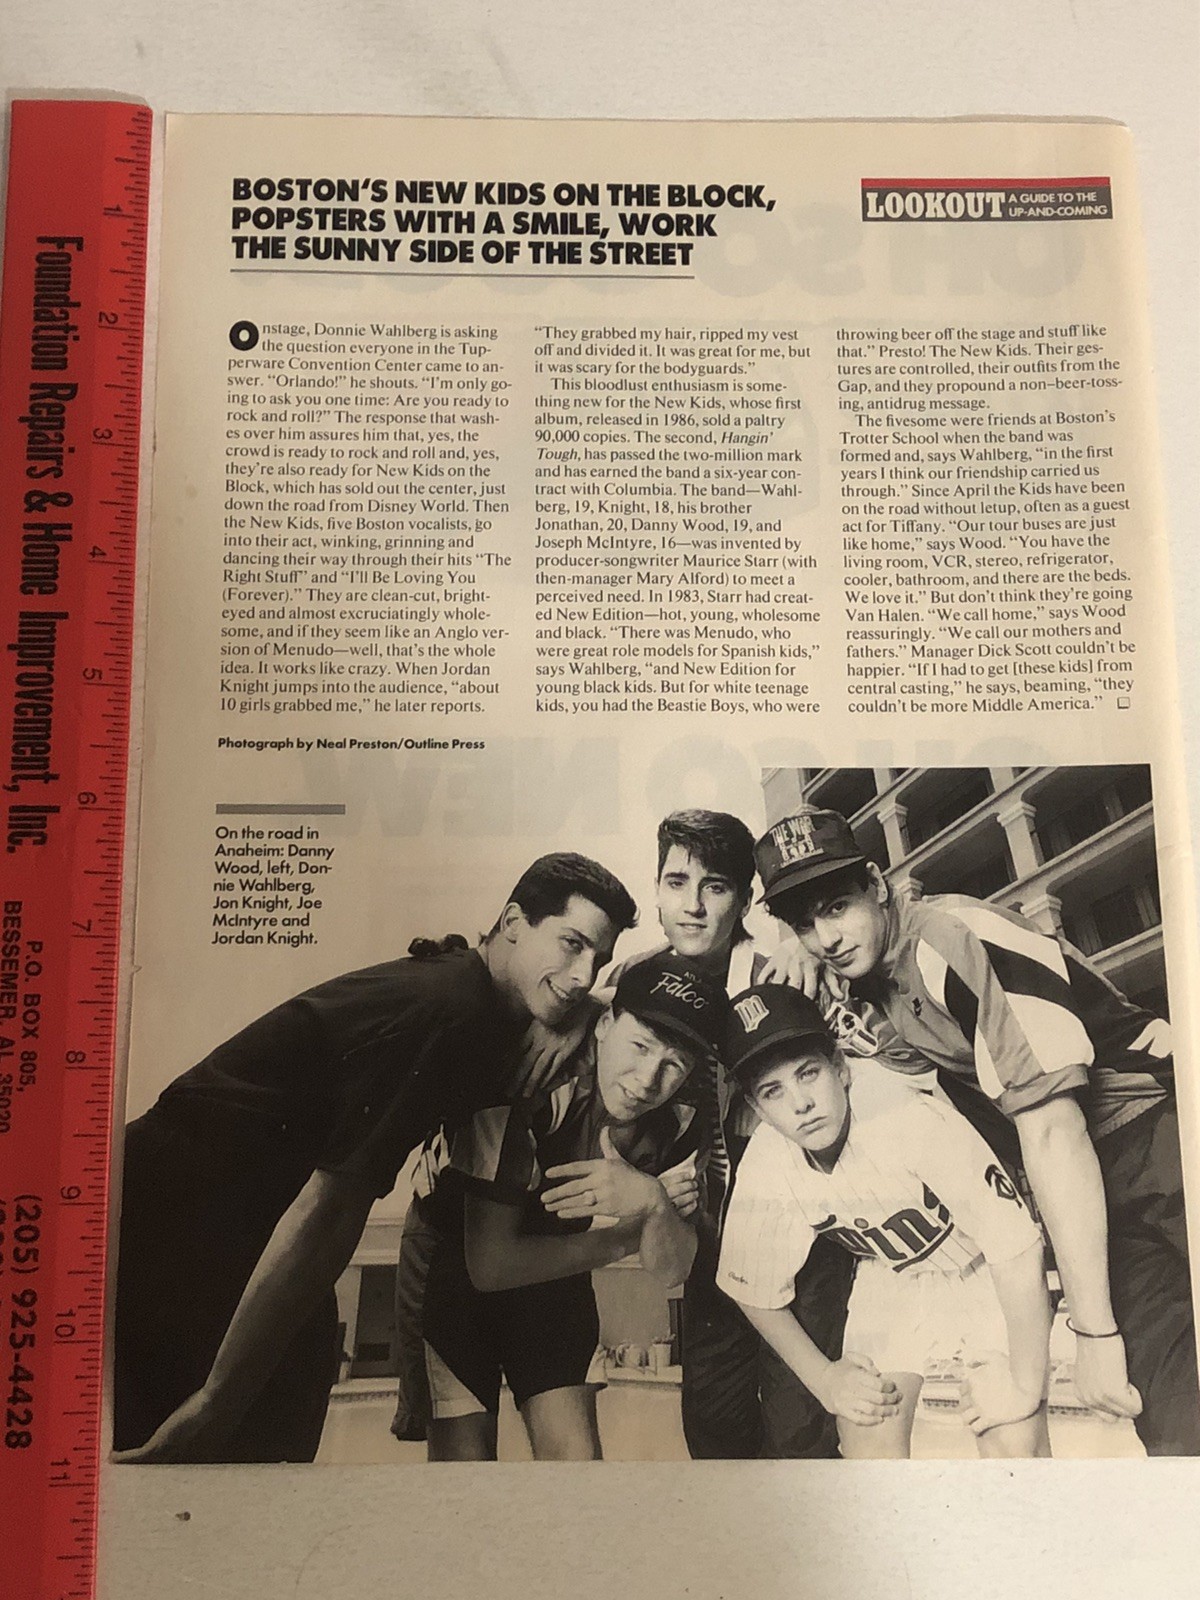 BOSTON'S NEW KIDS ON THE BLOCK,
POPSTERS WITH A SMILE, WORK
THE SUNNY SIDE OF THE STREET
LOOKOUT A GUIDE TO THE
UP-AND-COMING
Onstage, Donnie Wahlberg is asking
the question everyone in the Tup-
perware Convention Center came to an-
swer. "Orlando!" he shouts. "I'm only go-
ing to ask you one time: Are you ready to
rock and roll?" The response that wash-
es over him assures him that, yes, the
crowd is ready to rock and roll and, yes,
they're also ready for New Kids on the
Block, which has sold out the center, just
down the road from Disney World. Then
the New Kids, five Boston vocalists, go
into their act, winking, grinning and
dancing their way through their hits "The
Right Stuff" and "I'll Be Loving You
(Forever)." They are clean-cut, bright-
eyed and almost excruciatingly whole-
some, and if they seem like an Anglo ver-
sion of Menudo—well, that's the whole
idea. It works like crazy. When Jordan
Knight jumps into the audience, "about
10 girls grabbed me," he later reports.
"They grabbed my hair, ripped my vest
off and divided it. It was great for me, but
it was scary for the bodyguards."
This bloodlust enthusiasm is some-
thing new for the New Kids, whose first
album, released in 1986, sold a paltry
90,000 copies. The second, Hangin'
Tough, has passed the two-million mark
and has earned the band a six-year con-
tract with Columbia. The band—Wahl-
berg, 19, Knight, 18, his brother
Jonathan, 20, Danny Wood, 19, and
Joseph McIntyre, 16—was invented by
producer-songwriter Maurice Starr (with
then-manager Mary Alford) to meet a
perceived need. In 1983, Starr had creat-
ed New Edition—hot, young, wholesome
and black. "There was Menudo, who
were great role models for Spanish kids,"
says Wahlberg, "and New Edition for
young black kids. But for white teenage
kids, you had the Beastie Boys, who were
throwing beer off the stage and stuff like
that." Presto! The New Kids. Their ges-
tures are controlled, their outfits from the
Gap, and they propound a non–beer-toss-
ing, antidrug message.
The fivesome were friends at Boston's
Trotter School when the band was
formed and, says Wahlberg, "in the first
years I think our friendship carried us
through." Since April the Kids have been
on the road without letup, often as a guest
act for Tiffany. "Our tour buses are just
like home," says Wood. "You have the
living room, VCR, stereo, refrigerator,
cooler, bathroom, and there are the beds.
We love it." But don't think they're going
Van Halen. "We call home," says Wood
reassuringly. "We call our mothers and
fathers." Manager Dick Scott couldn't be
happier. "If I had to get [these kids] from
central casting," he says, beaming, "they
couldn't be more Middle America."
Photograph by Neal Preston/Outline Press
On the road in
Anaheim: Danny
Wood, left, Don-
nie Wahlberg,
Jon Knight, Joe
McIntyre and
Jordan Knight.
THE WAR
Falco
m
wins
Foundation Repairs & Home Improvement, Inc.
P.O. BOX 805,
BESSEMER, AL 35020
(205) 925-4428
1
2
3
4
5
6
7
8
9
10
11